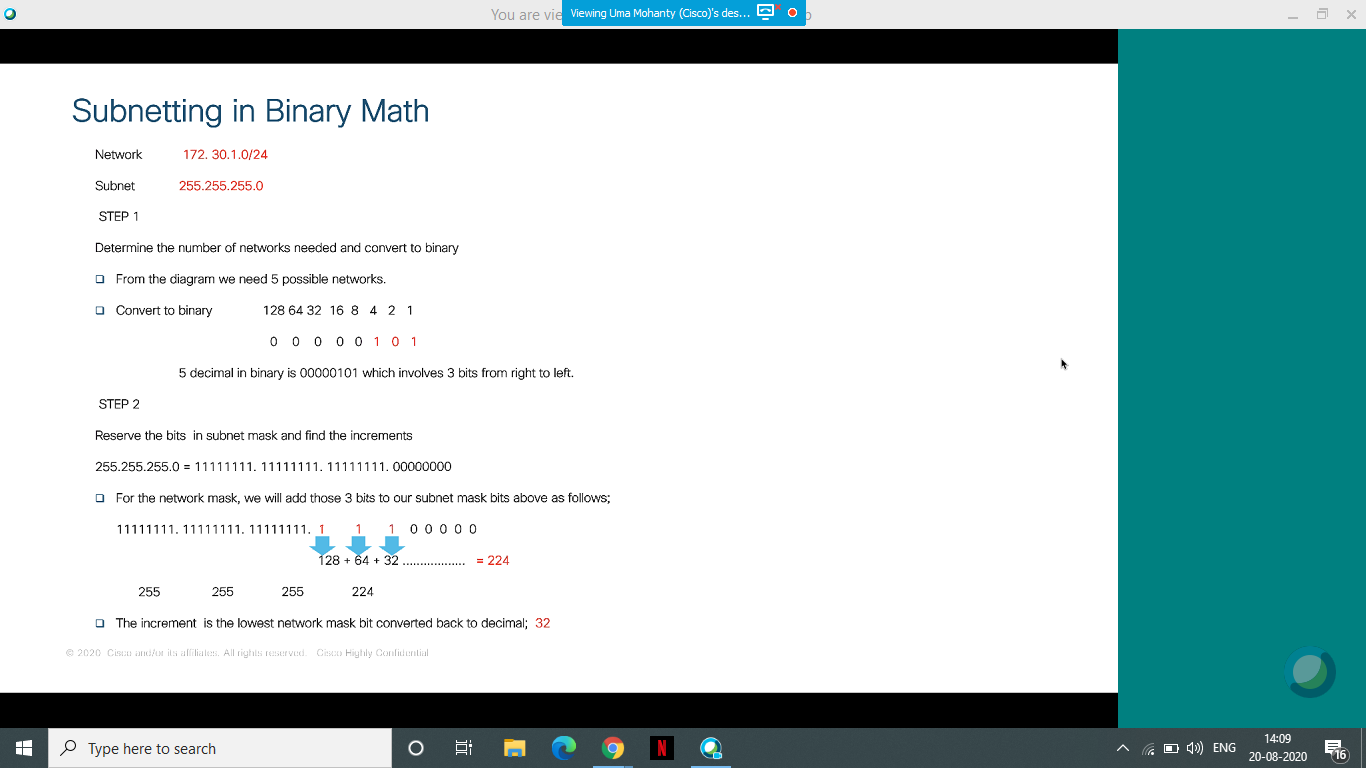 You are vie
Viewing Uma Mohanty (Cisco)'s des...
Subnetting in Binary Math
Network 172. 30.1.0/24
Subnet 255.255.255.0
STEP 1
Determine the number of networks needed and convert to binary
From the diagram we need 5 possible networks.
Convert to binary 128 64 32 16 8 4 2 1
0 0 0 0 0 1 0 1
5 decimal in binary is 00000101 which involves 3 bits from right to left.
STEP 2
Reserve the bits in subnet mask and find the increments
255.255.255.0 = 11111111. 11111111. 11111111. 00000000
For the network mask, we will add those 3 bits to our subnet mask bits above as follows;
11111111. 11111111. 11111111. 1 1 1 0 0 0 0 0
128 + 64 + 32 .................. = 224
255 255 255 224
The increment is the lowest network mask bit converted back to decimal; 32
© 2020 Cisco and/or its affiliates. All rights reserved. Cisco Highly Confidential
Type here to search
N
ENG
14:09
20-08-2020
16